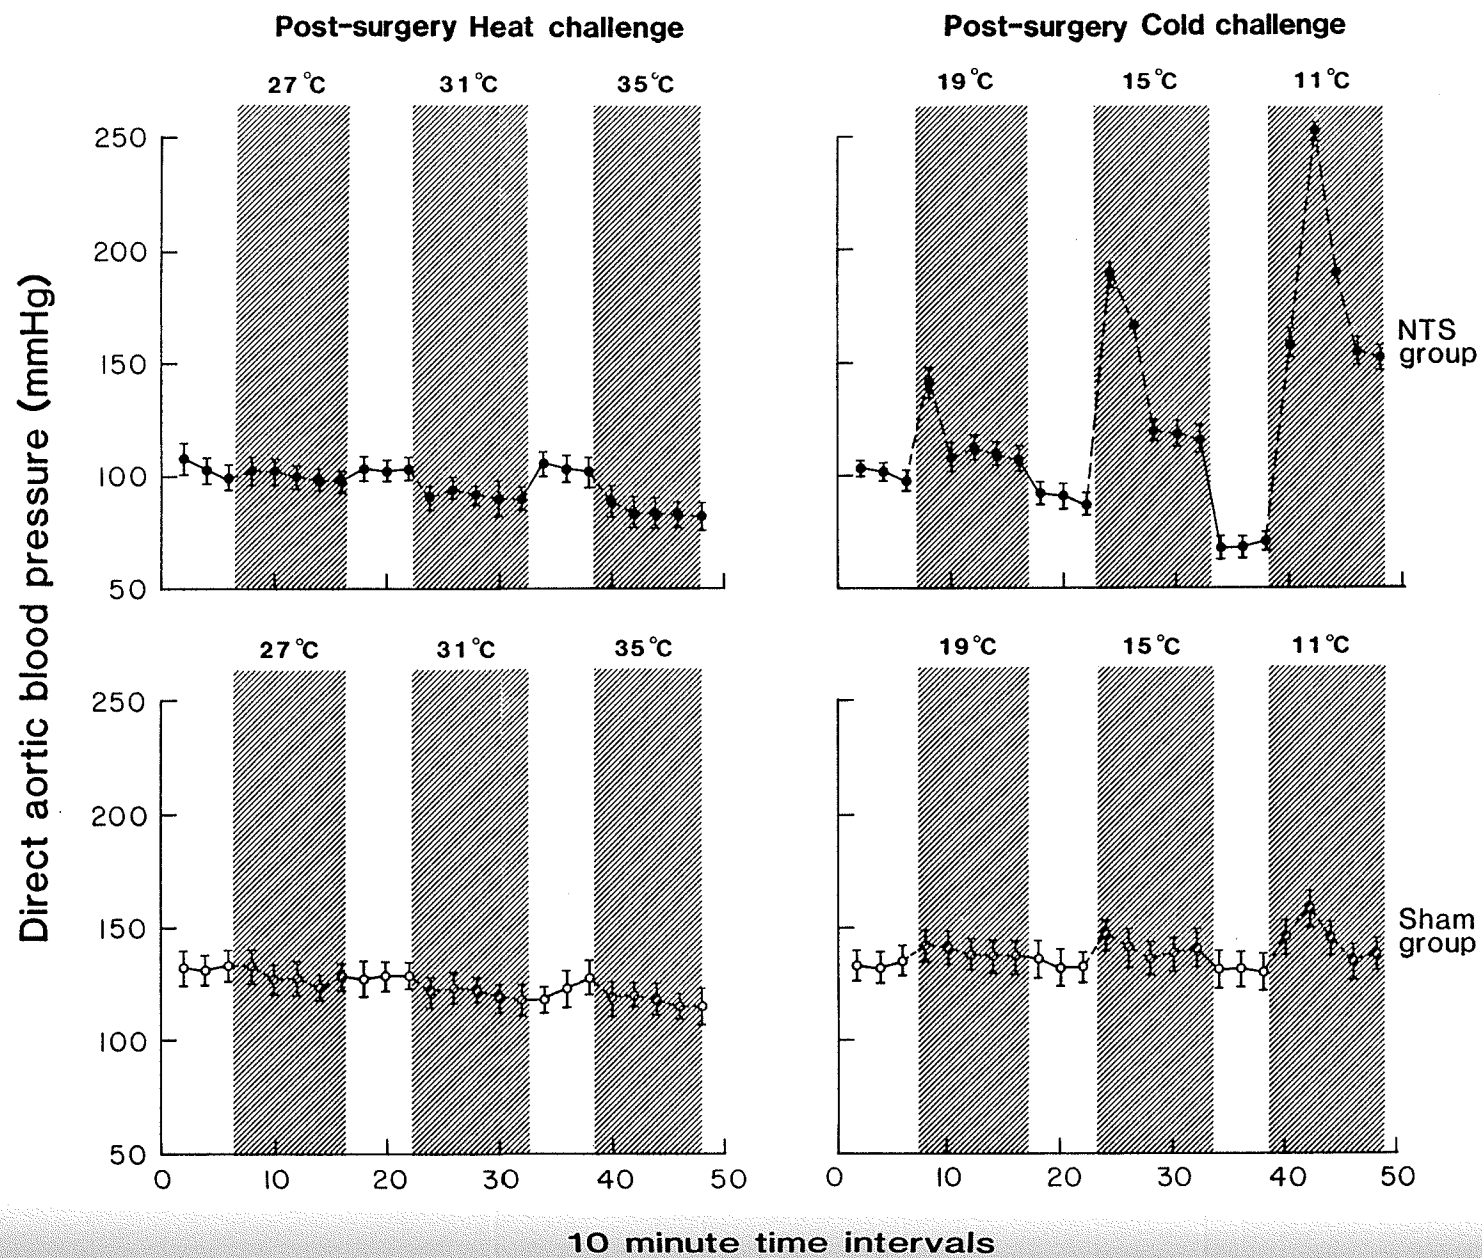 Post-surgery Heat challenge
Post-surgery Cold challenge
27°C
31°C
35°C
19°C
15°C
11°C
Direct aortic blood pressure (mmHg)
250
200
150
100
50
NTS
group
27°C
31°C
35°C
19°C
15°C
11°C
250
200
150
100
50
Sham
group
0
10
20
30
40
50
0
10
20
30
40
50
10 minute time intervals